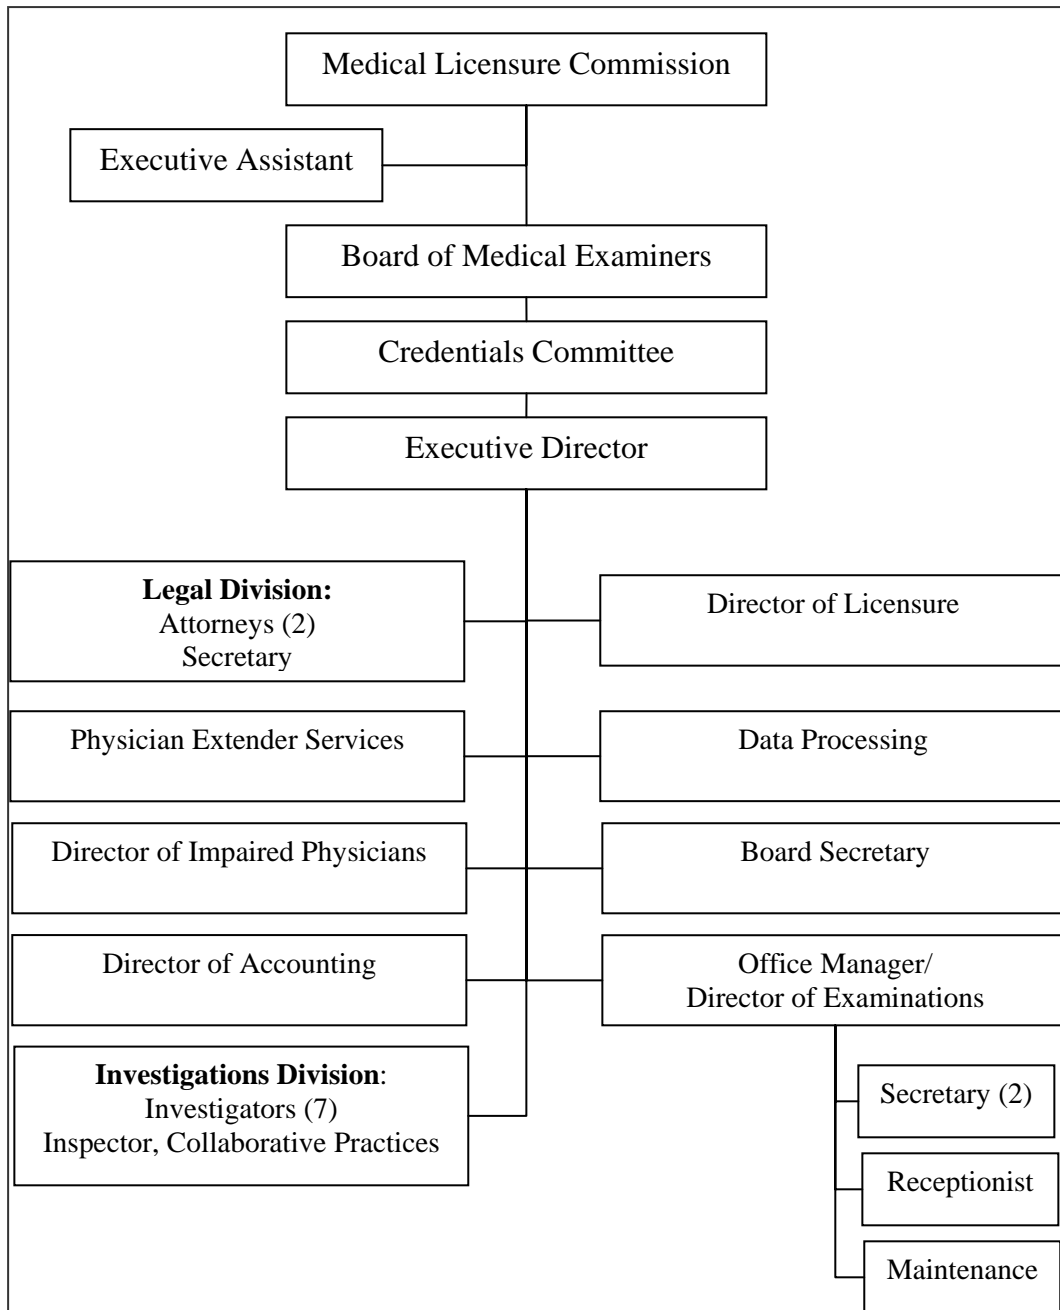 Medical Licensure Commission
Executive Assistant
Board of Medical Examiners
Credentials Committee
Executive Director
Legal Division:
Attorneys (2)
Secretary
Director of Licensure
Physician Extender Services
Data Processing
Director of Impaired Physicians
Board Secretary
Director of Accounting
Office Manager/
Director of Examinations
Investigations Division:
Investigators (7)
Inspector, Collaborative Practices
Secretary (2)
Receptionist
Maintenance